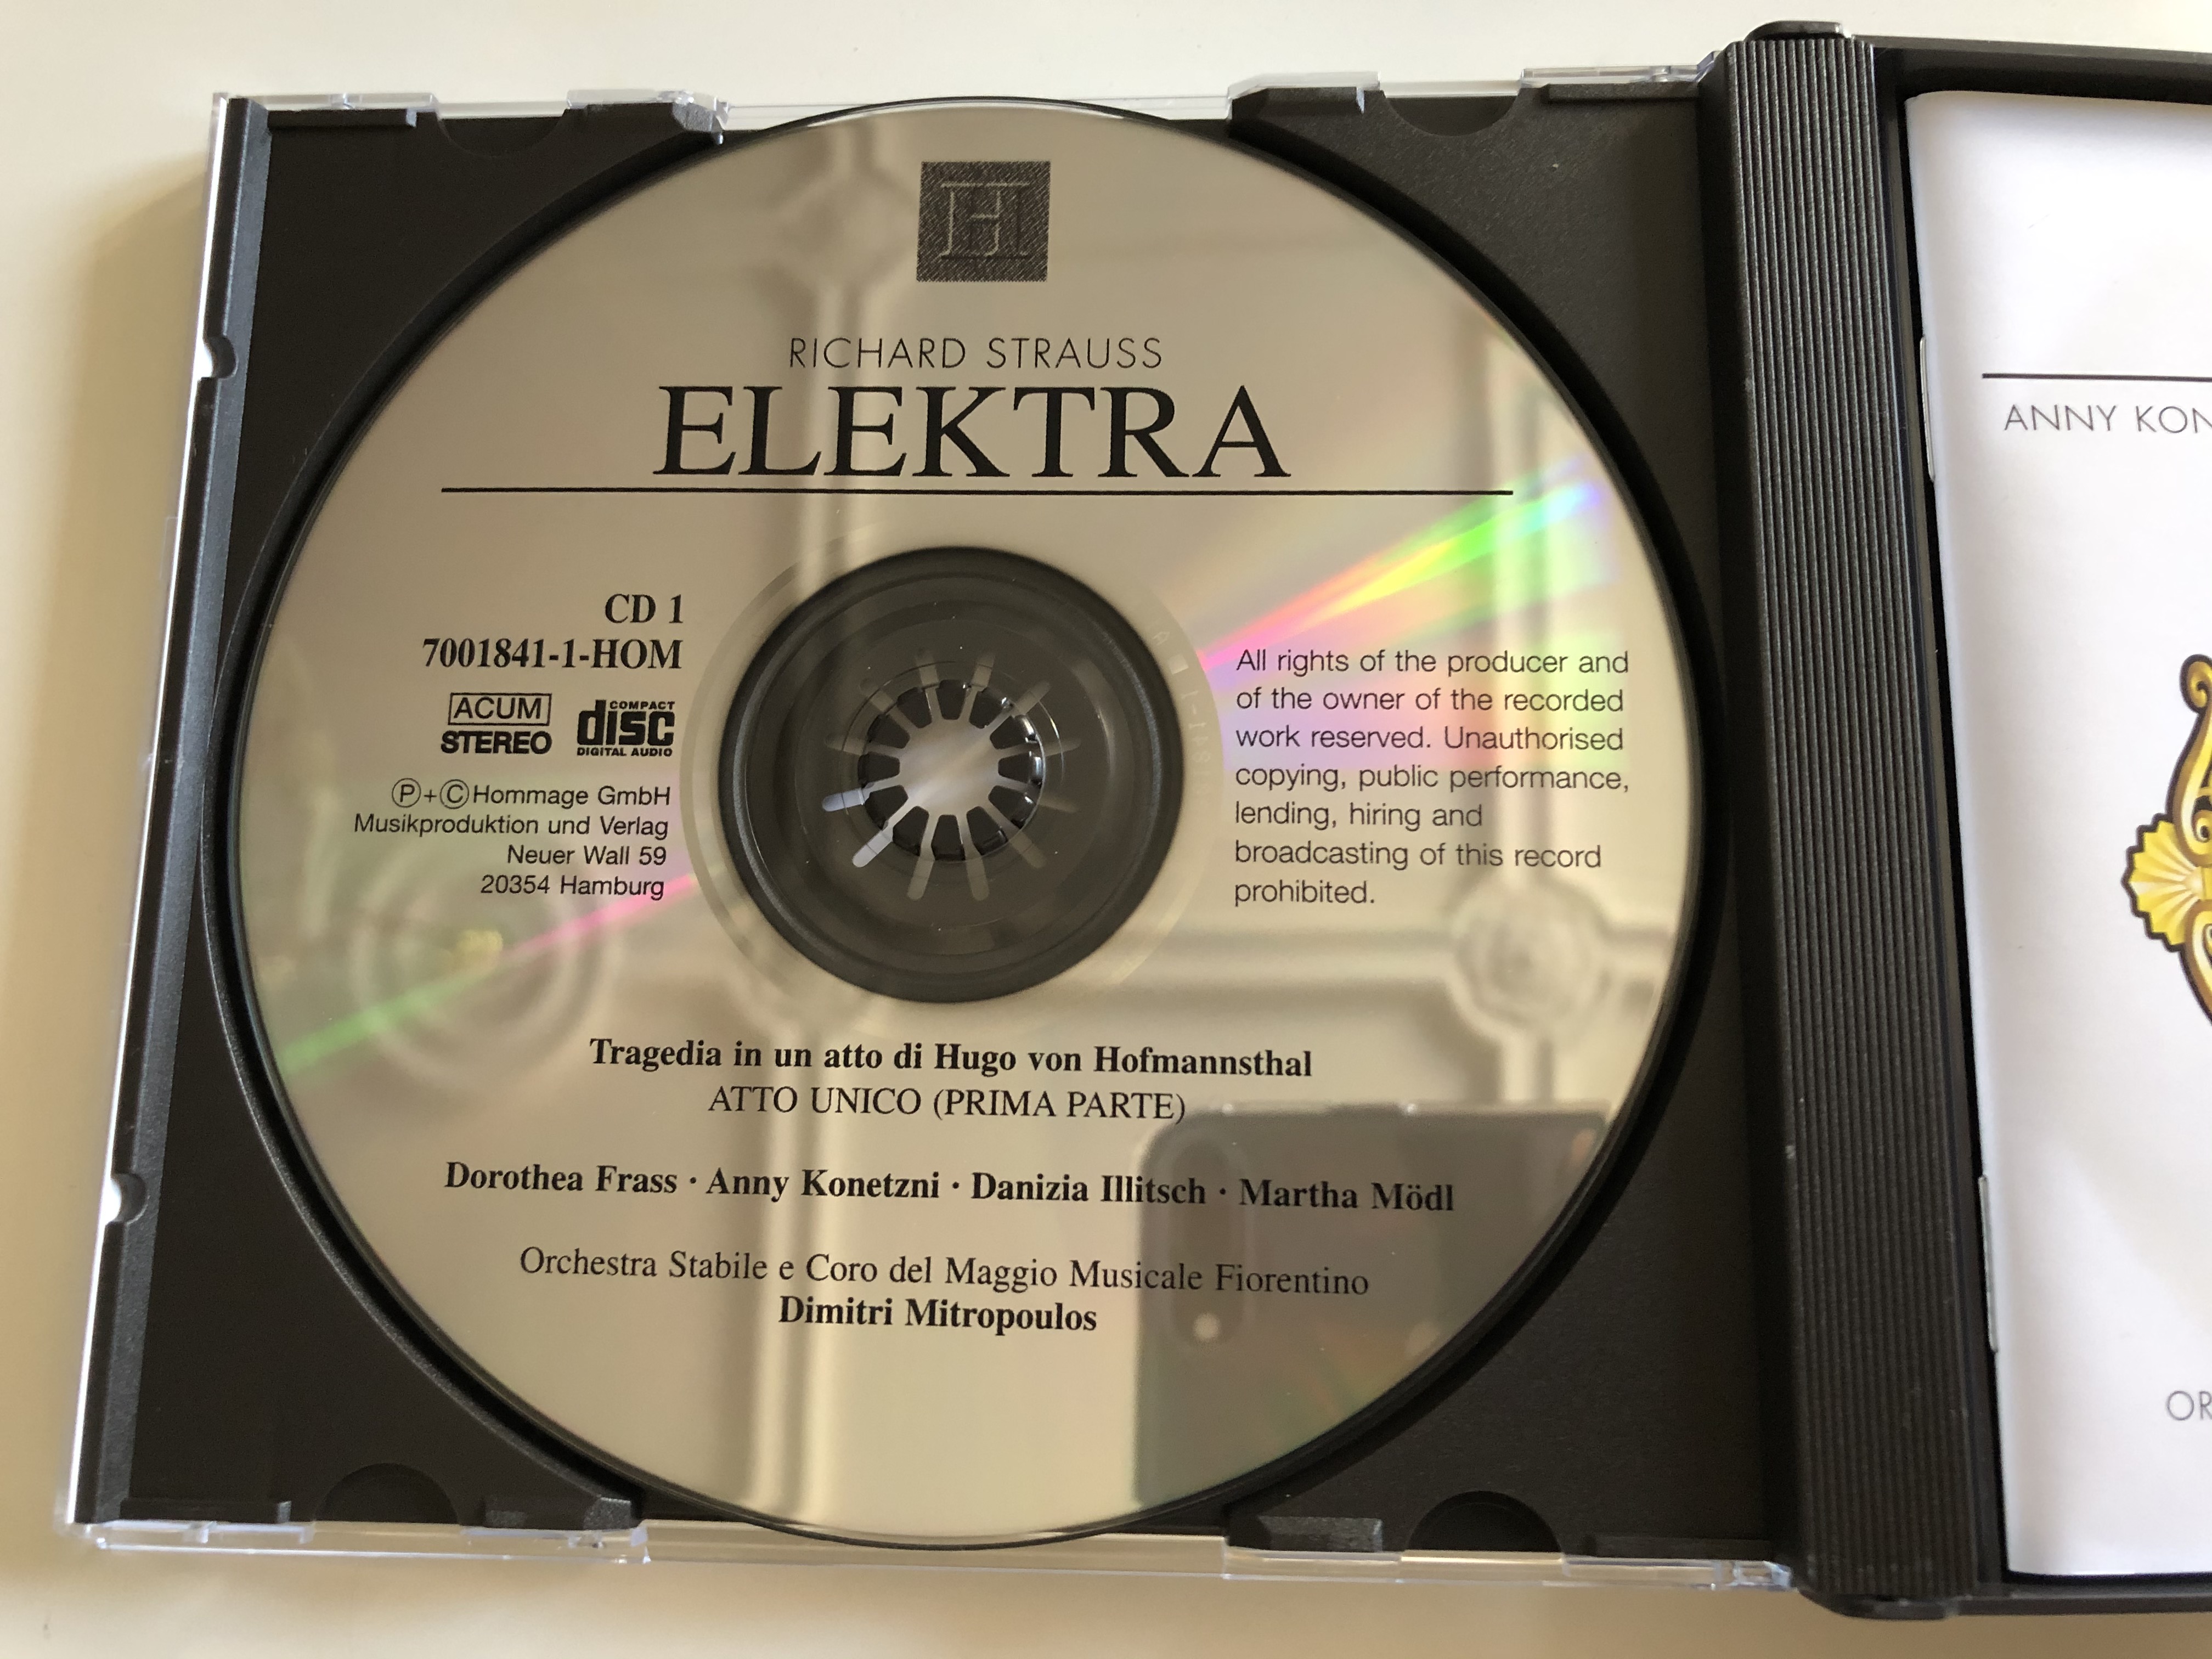 H
RICHARD STRAUSS
ELEKTRA
CD 1
7001841-1-HOM
ACUM
STEREO
COMPACT
disc
DIGITAL AUDIO
Ⓟ+ⒸHommage GmbH
Musikproduktion und Verlag
Neuer Wall 59
20354 Hamburg
All rights of the producer and
of the owner of the recorded
work reserved. Unauthorised
copying, public performance,
lending, hiring and
broadcasting of this record
prohibited.
Tragedia in un atto di Hugo von Hofmannsthal
ATTO UNICO (PRIMA PARTE)
Dorothea Frass · Anny Konetzni · Danizia Illitsch · Martha Mödl
Orchestra Stabile e Coro del Maggio Musicale Fiorentino
Dimitri Mitropoulos
ANNY KON
OR